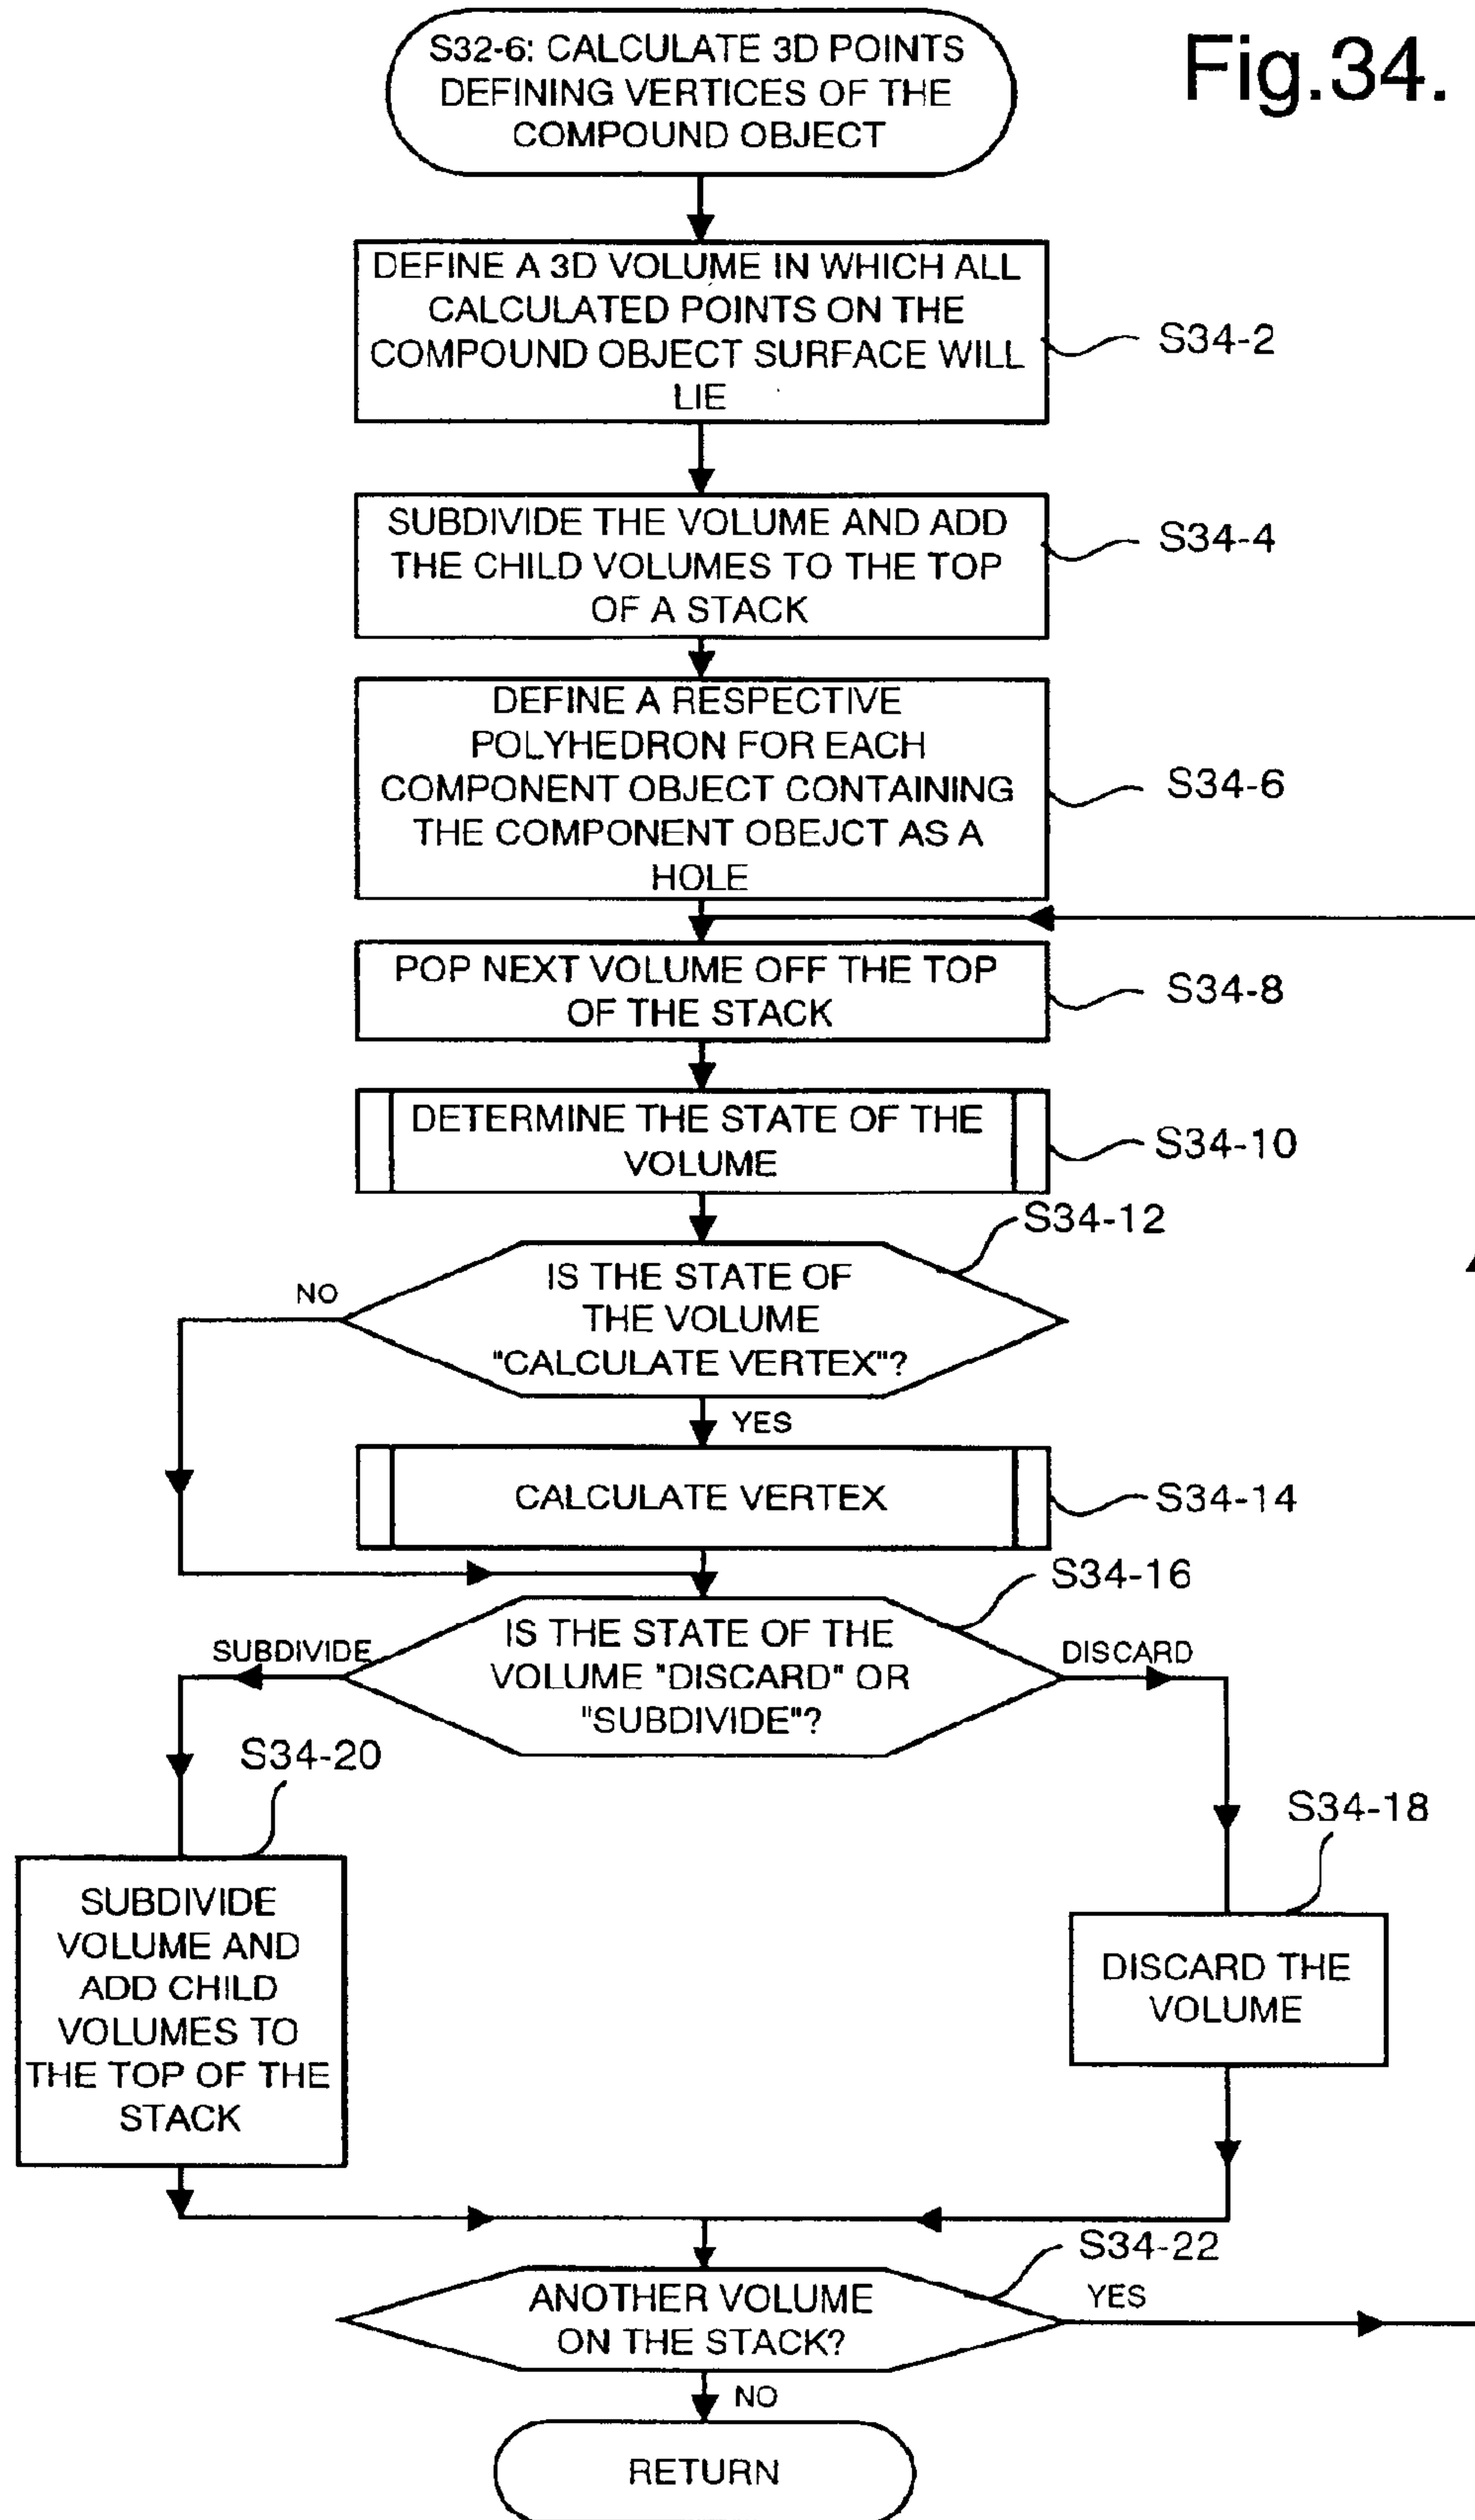 Fig.34.
S32-6: CALCULATE 3D POINTS
DEFINING VERTICES OF THE
COMPOUND OBJECT
DEFINE A 3D VOLUME IN WHICH ALL
CALCULATED POINTS ON THE
COMPOUND OBJECT SURFACE WILL
LIE
S34-2
SUBDIVIDE THE VOLUME AND ADD
THE CHILD VOLUMES TO THE TOP
OF A STACK
S34-4
DEFINE A RESPECTIVE
POLYHEDRON FOR EACH
COMPONENT OBJECT CONTAINING
THE COMPONENT OBEJCT AS A
HOLE
S34-6
POP NEXT VOLUME OFF THE TOP
OF THE STACK
S34-8
DETERMINE THE STATE OF THE
VOLUME
S34-10
S34-12
IS THE STATE OF
THE VOLUME
"CALCULATE VERTEX"?
NO
YES
CALCULATE VERTEX
S34-14
S34-16
IS THE STATE OF THE
VOLUME "DISCARD" OR
"SUBDIVIDE"?
SUBDIVIDE
DISCARD
S34-20
S34-18
SUBDIVIDE
VOLUME AND
ADD CHILD
VOLUMES TO
THE TOP OF THE
STACK
DISCARD THE
VOLUME
S34-22
ANOTHER VOLUME
ON THE STACK?
YES
NO
RETURN